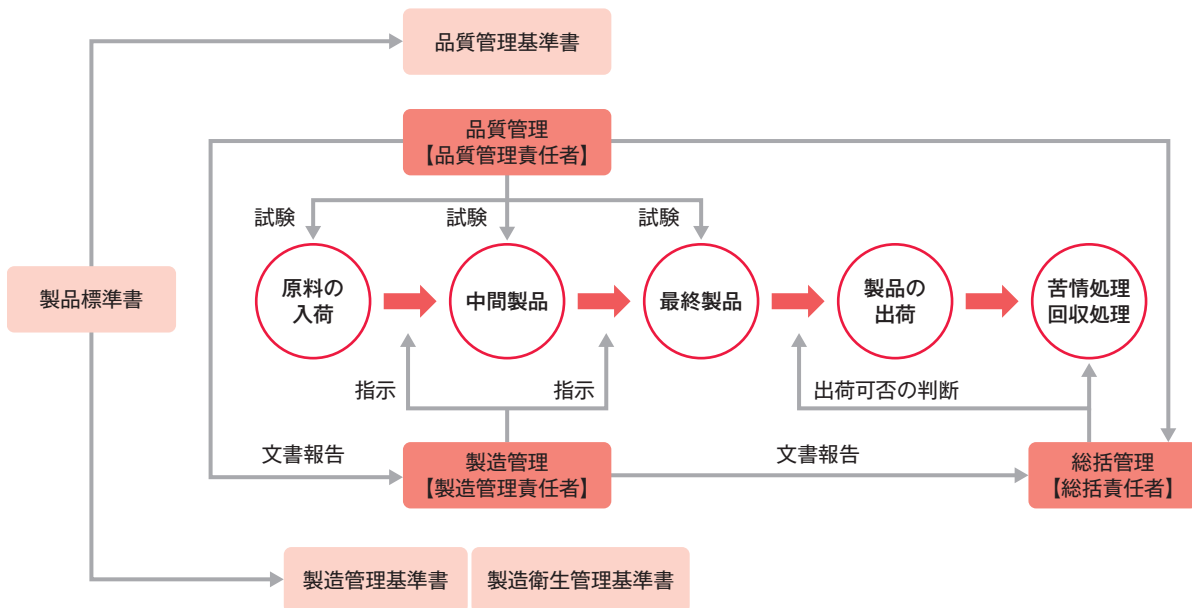 品質管理基準書
品質管理
【品質管理責任者】
試験
試験
試験
製品標準書
原料の
入荷
中間製品
最終製品
製品の
出荷
苦情処理
回収処理
指示
指示
出荷可否の判断
文書報告
製造管理
【製造管理責任者】
文書報告
総括管理
【総括責任者】
製造管理基準書
製造衛生管理基準書